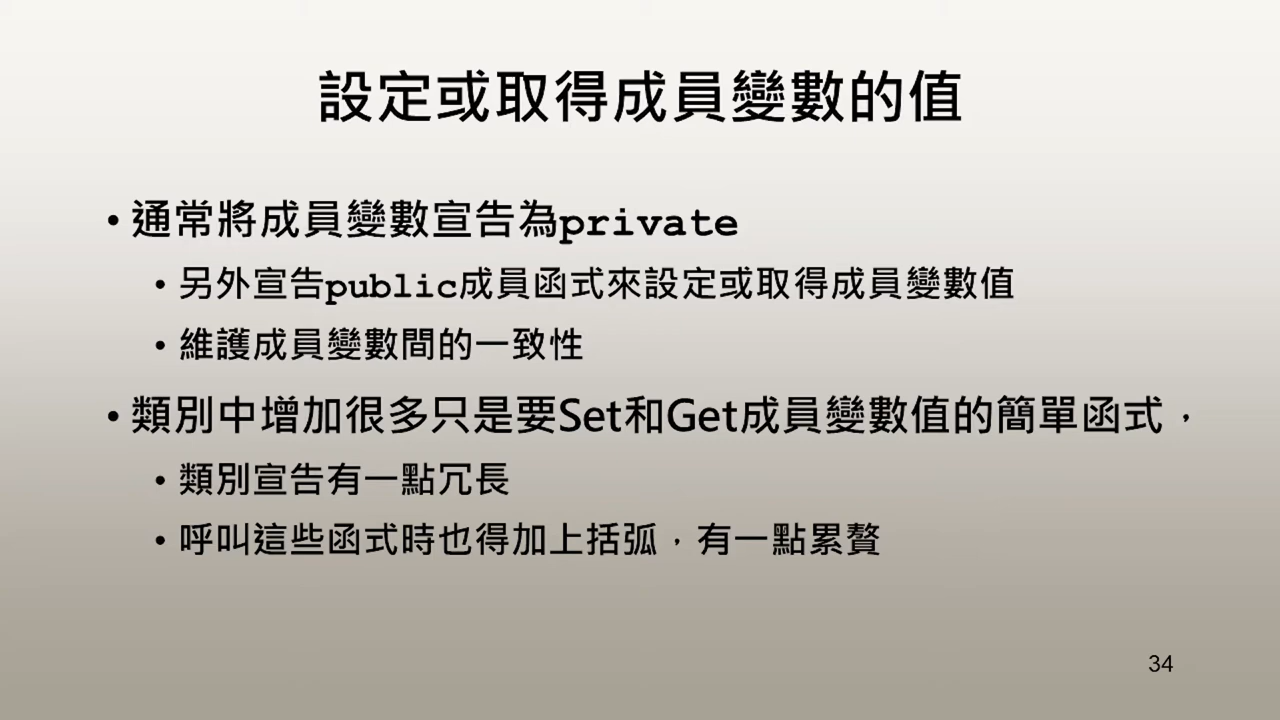 設定或取得成員變數的值
• 通常將成員變數宣告為private
• 另外宣告public成員函式來設定或取得成員變數值
• 維護成員變數間的一致性
• 類別中增加很多只是要Set和Get成員變數值的簡單函式，
• 類別宣告有一點冗長
• 呼叫這些函式時也得加上括弧，有一點累贅
34